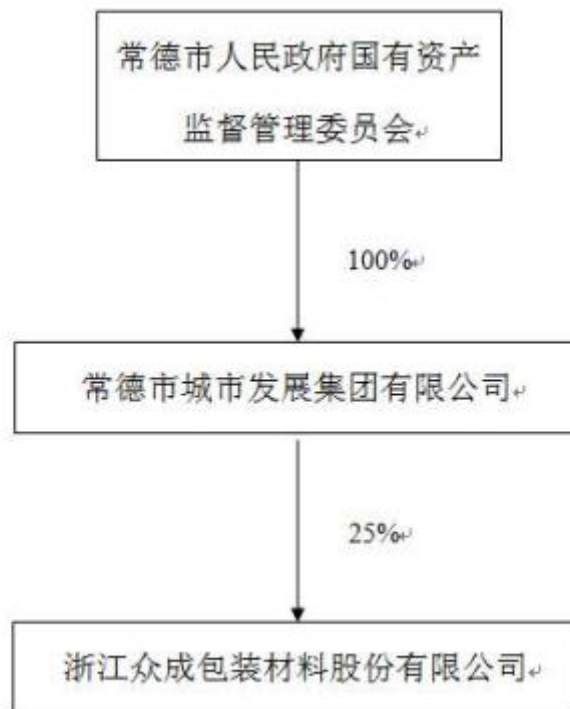 常德市人民政府国有资产
监督管理委员会
100%
常德市城市发展集团有限公司
25%
浙江众成包装材料股份有限公司